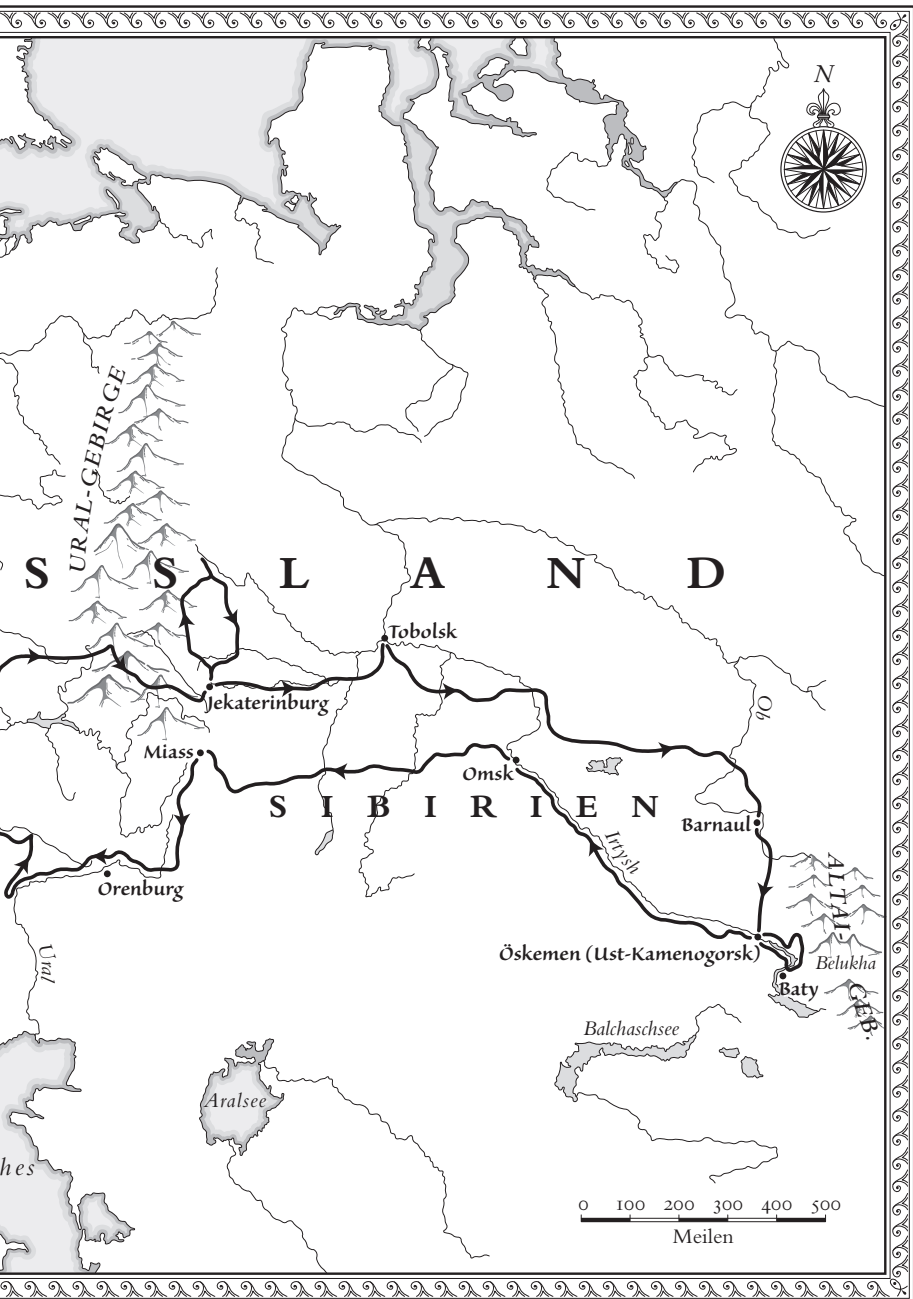 N
URAL-GEBIRGE
S S L A N D
Tobolsk
Jekaterinburg
Ob
Miass
Omsk
SIBIRIEN
Barnaul
Irtysh
ALTAI-
Orenburg
Ural
Öskemen (Ust-Kamenogorsk)
Belukha
Baty
GEB.
Balchaschsee
Aralsee
hes
0 100 200 300 400 500
Meilen